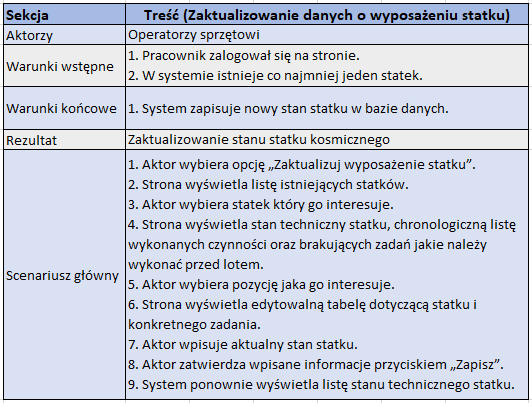 Sekcja Treść (Zaktualizowanie danych o wyposażeniu statku)
Aktorzy Operatorzy sprzętowi
Warunki wstępne
1. Pracownik zalogował się na stronie.
2. W systemie istnieje co najmniej jeden statek.
Warunki końcowe 1. System zapisuje nowy stan statku w bazie danych.
Rezultat Zaktualizowanie stanu statku kosmicznego
Scenariusz główny
1. Aktor wybiera opcję „Zaktualizuj wyposażenie statku”.
2. Strona wyświetla listę istniejących statków.
3. Aktor wybiera statek który go interesuje.
4. Strona wyświetla stan techniczny statku, chronologiczną listę
wykonanych czynności oraz brakujących zadań jakie należy
wykonać przed lotem.
5. Aktor wybiera pozycję jaka go interesuje.
6. Strona wyświetla edytowalną tabelę dotyczącą statku i
konkretnego zadania.
7. Aktor wpisuje aktualny stan statku.
8. Aktor zatwierdza wpisane informacje przyciskiem „Zapisz”.
9. System ponownie wyświetla listę stanu technicznego statku.